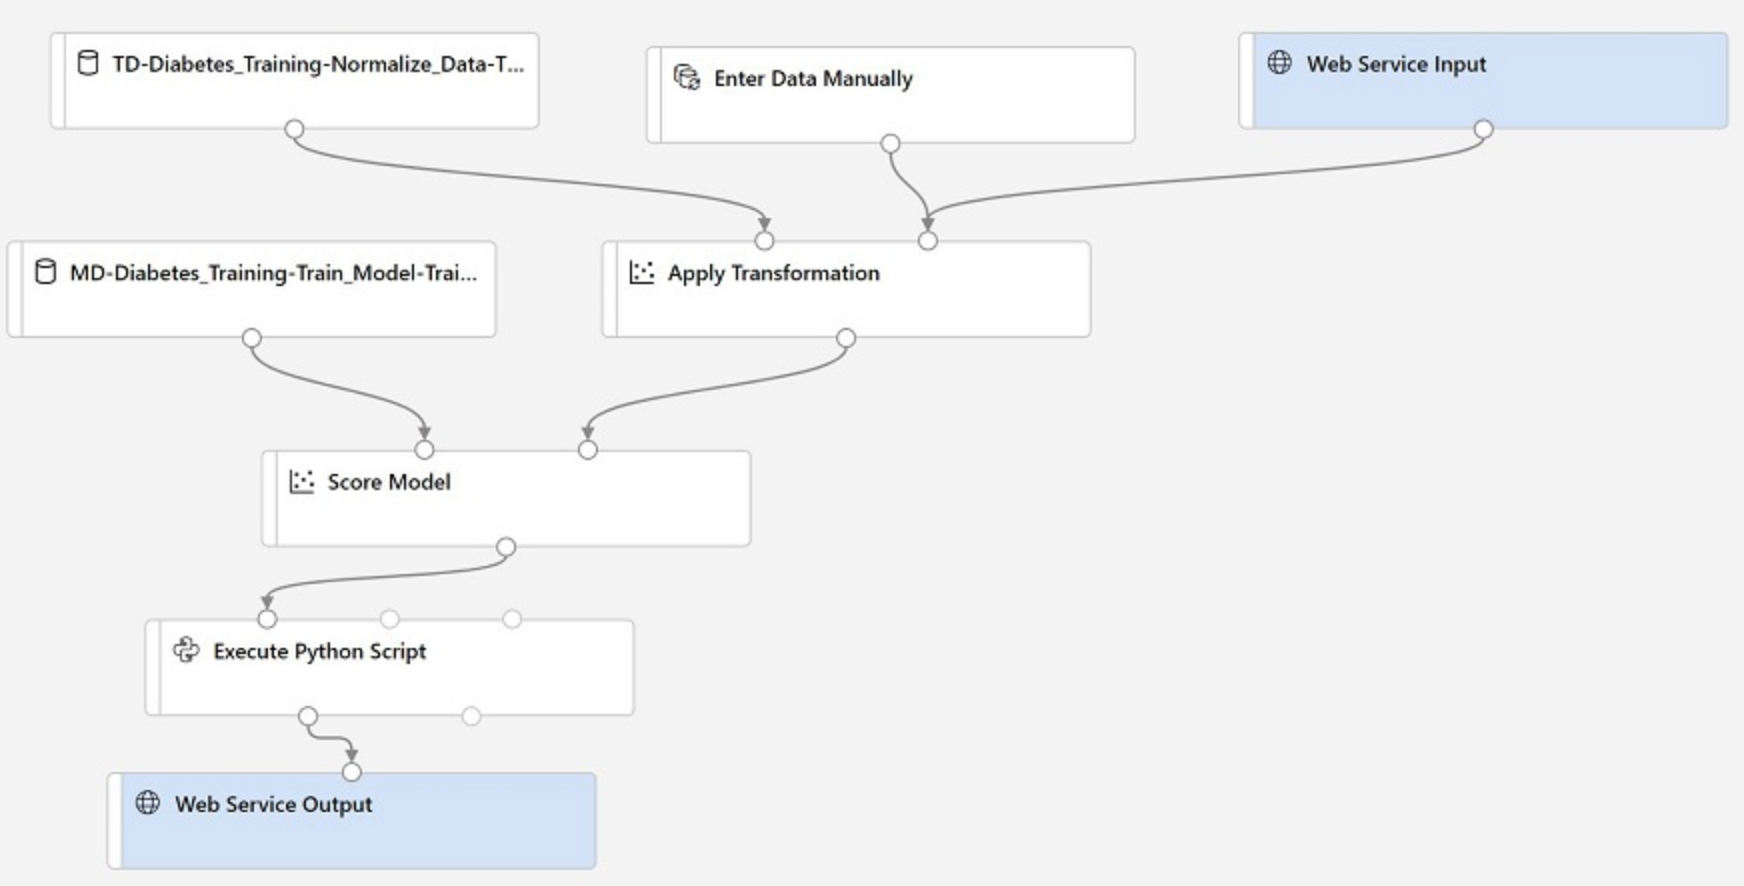 TD-Diabetes_Training-Normalize_Data-T...
Enter Data Manually
Web Service Input
MD-Diabetes_Training-Train_Model-Trai...
Apply Transformation
Score Model
Execute Python Script
Web Service Output